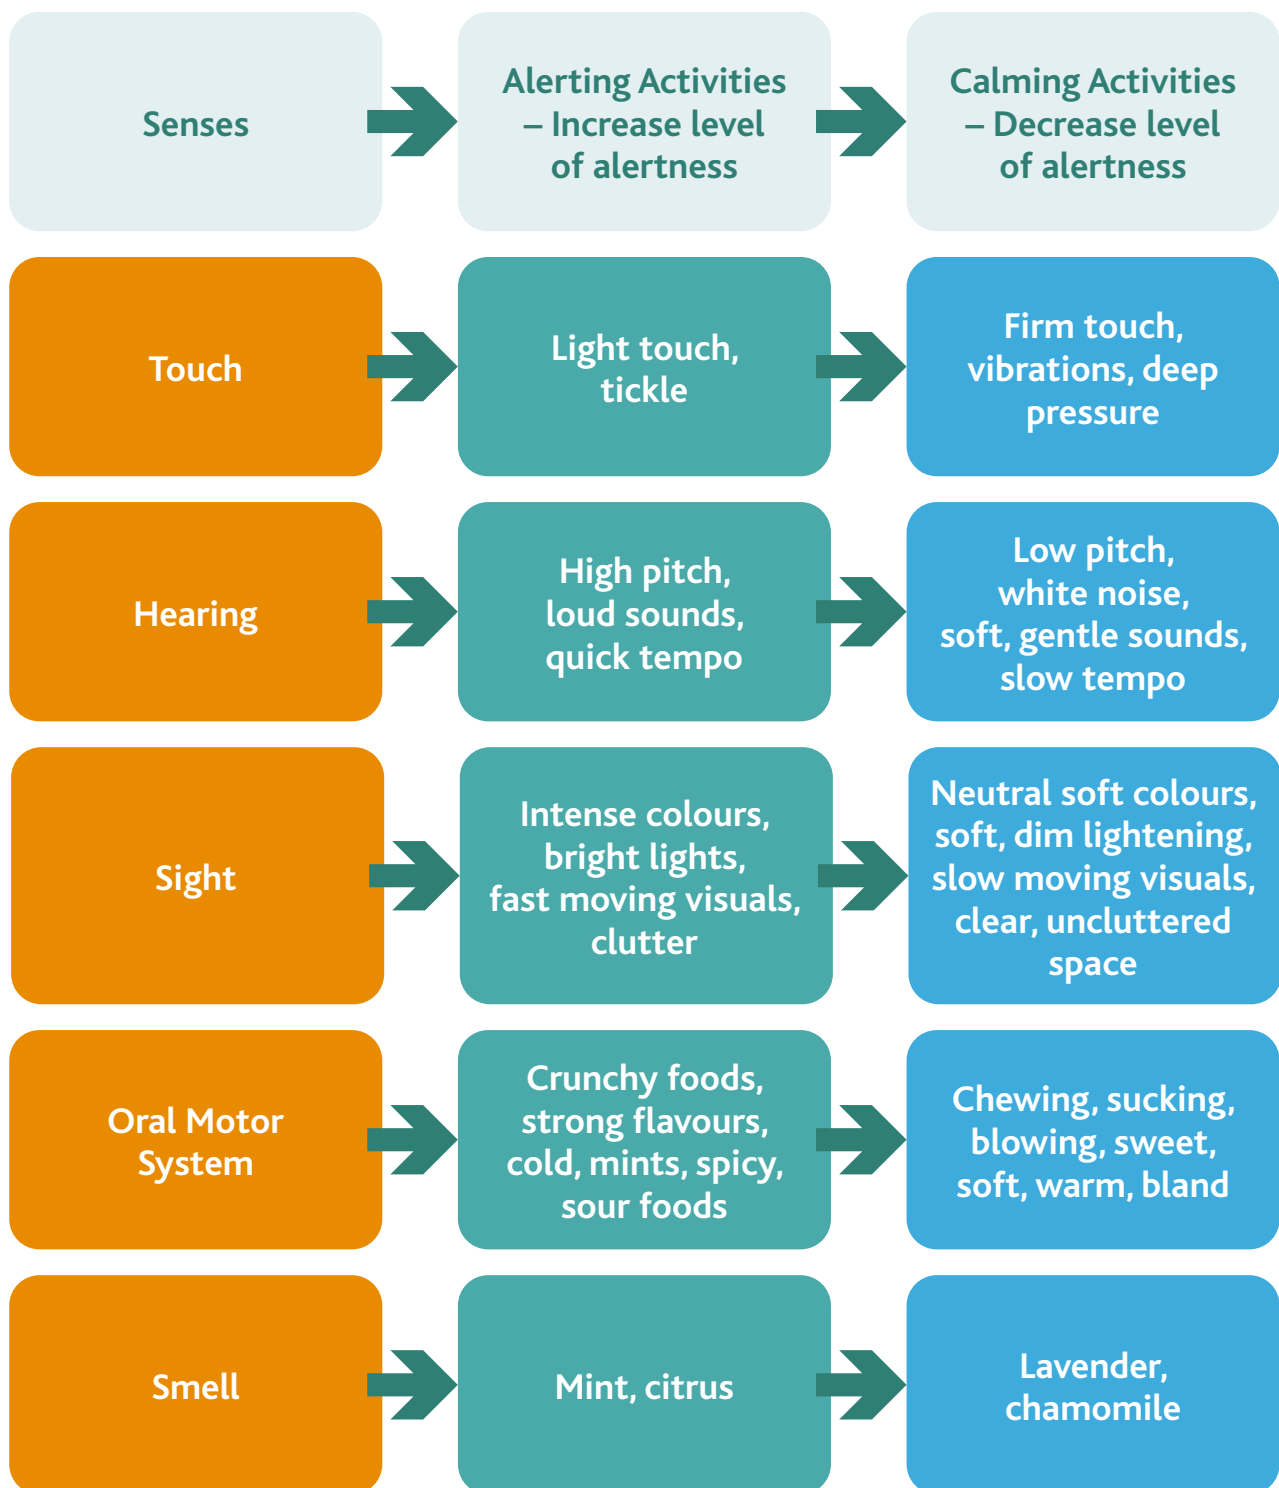 Senses
Alerting Activities
– Increase level
of alertness
Calming Activities
– Decrease level
of alertness
Touch
Light touch,
tickle
Firm touch,
vibrations, deep
pressure
Hearing
High pitch,
loud sounds,
quick tempo
Low pitch,
white noise,
soft, gentle sounds,
slow tempo
Sight
Intense colours,
bright lights,
fast moving visuals,
clutter
Neutral soft colours,
soft, dim lightening,
slow moving visuals,
clear, uncluttered
space
Oral Motor
System
Crunchy foods,
strong flavours,
cold, mints, spicy,
sour foods
Chewing, sucking,
blowing, sweet,
soft, warm, bland
Smell
Mint, citrus
Lavender,
chamomile